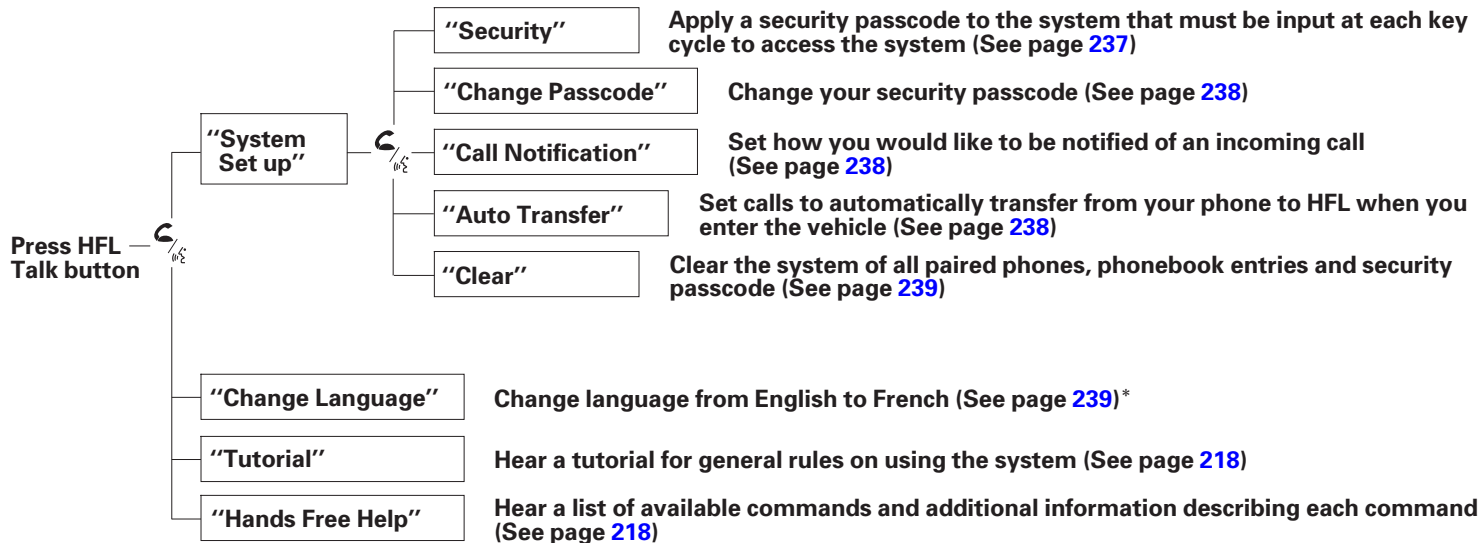 "Security"
Apply a security passcode to the system that must be input at each key
cycle to access the system (See page 237)
"Change Passcode"
Change your security passcode (See page 238)
"System
Set up"
"Call Notification"
Set how you would like to be notified of an incoming call
(See page 238)
"Auto Transfer"
Set calls to automatically transfer from your phone to HFL when you
enter the vehicle (See page 238)
Press HFL
Talk button
"Clear"
Clear the system of all paired phones, phonebook entries and security
passcode (See page 239)
"Change Language"
Change language from English to French (See page 239)*
"Tutorial"
Hear a tutorial for general rules on using the system (See page 218)
"Hands Free Help"
Hear a list of available commands and additional information describing each command
(See page 218)